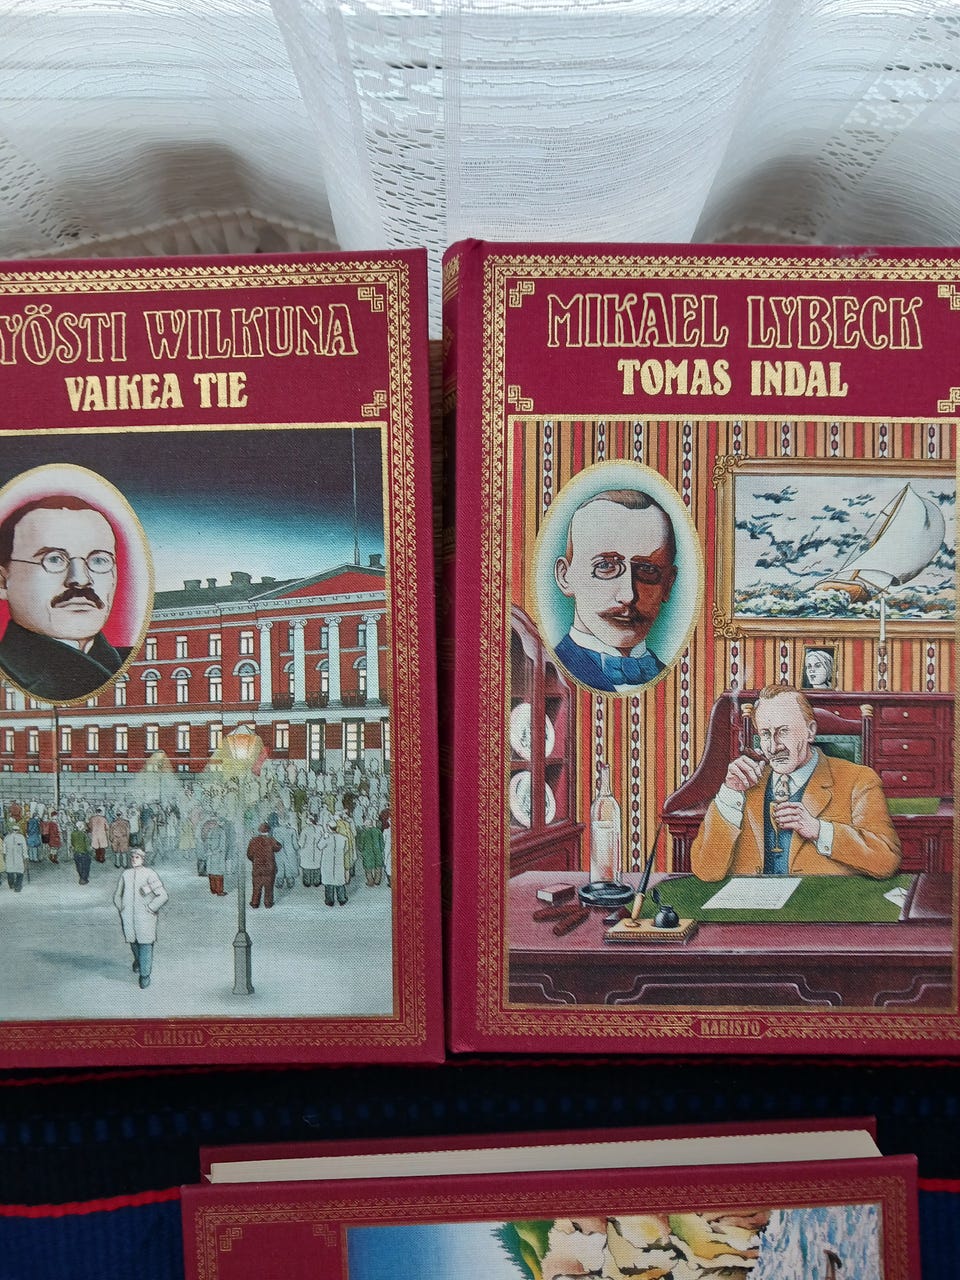 YÖSTI WILKUNA
VAIKEA TIE
KARISTO
MIKAEL LYBECK
TOMAS INDAL
KARISTO